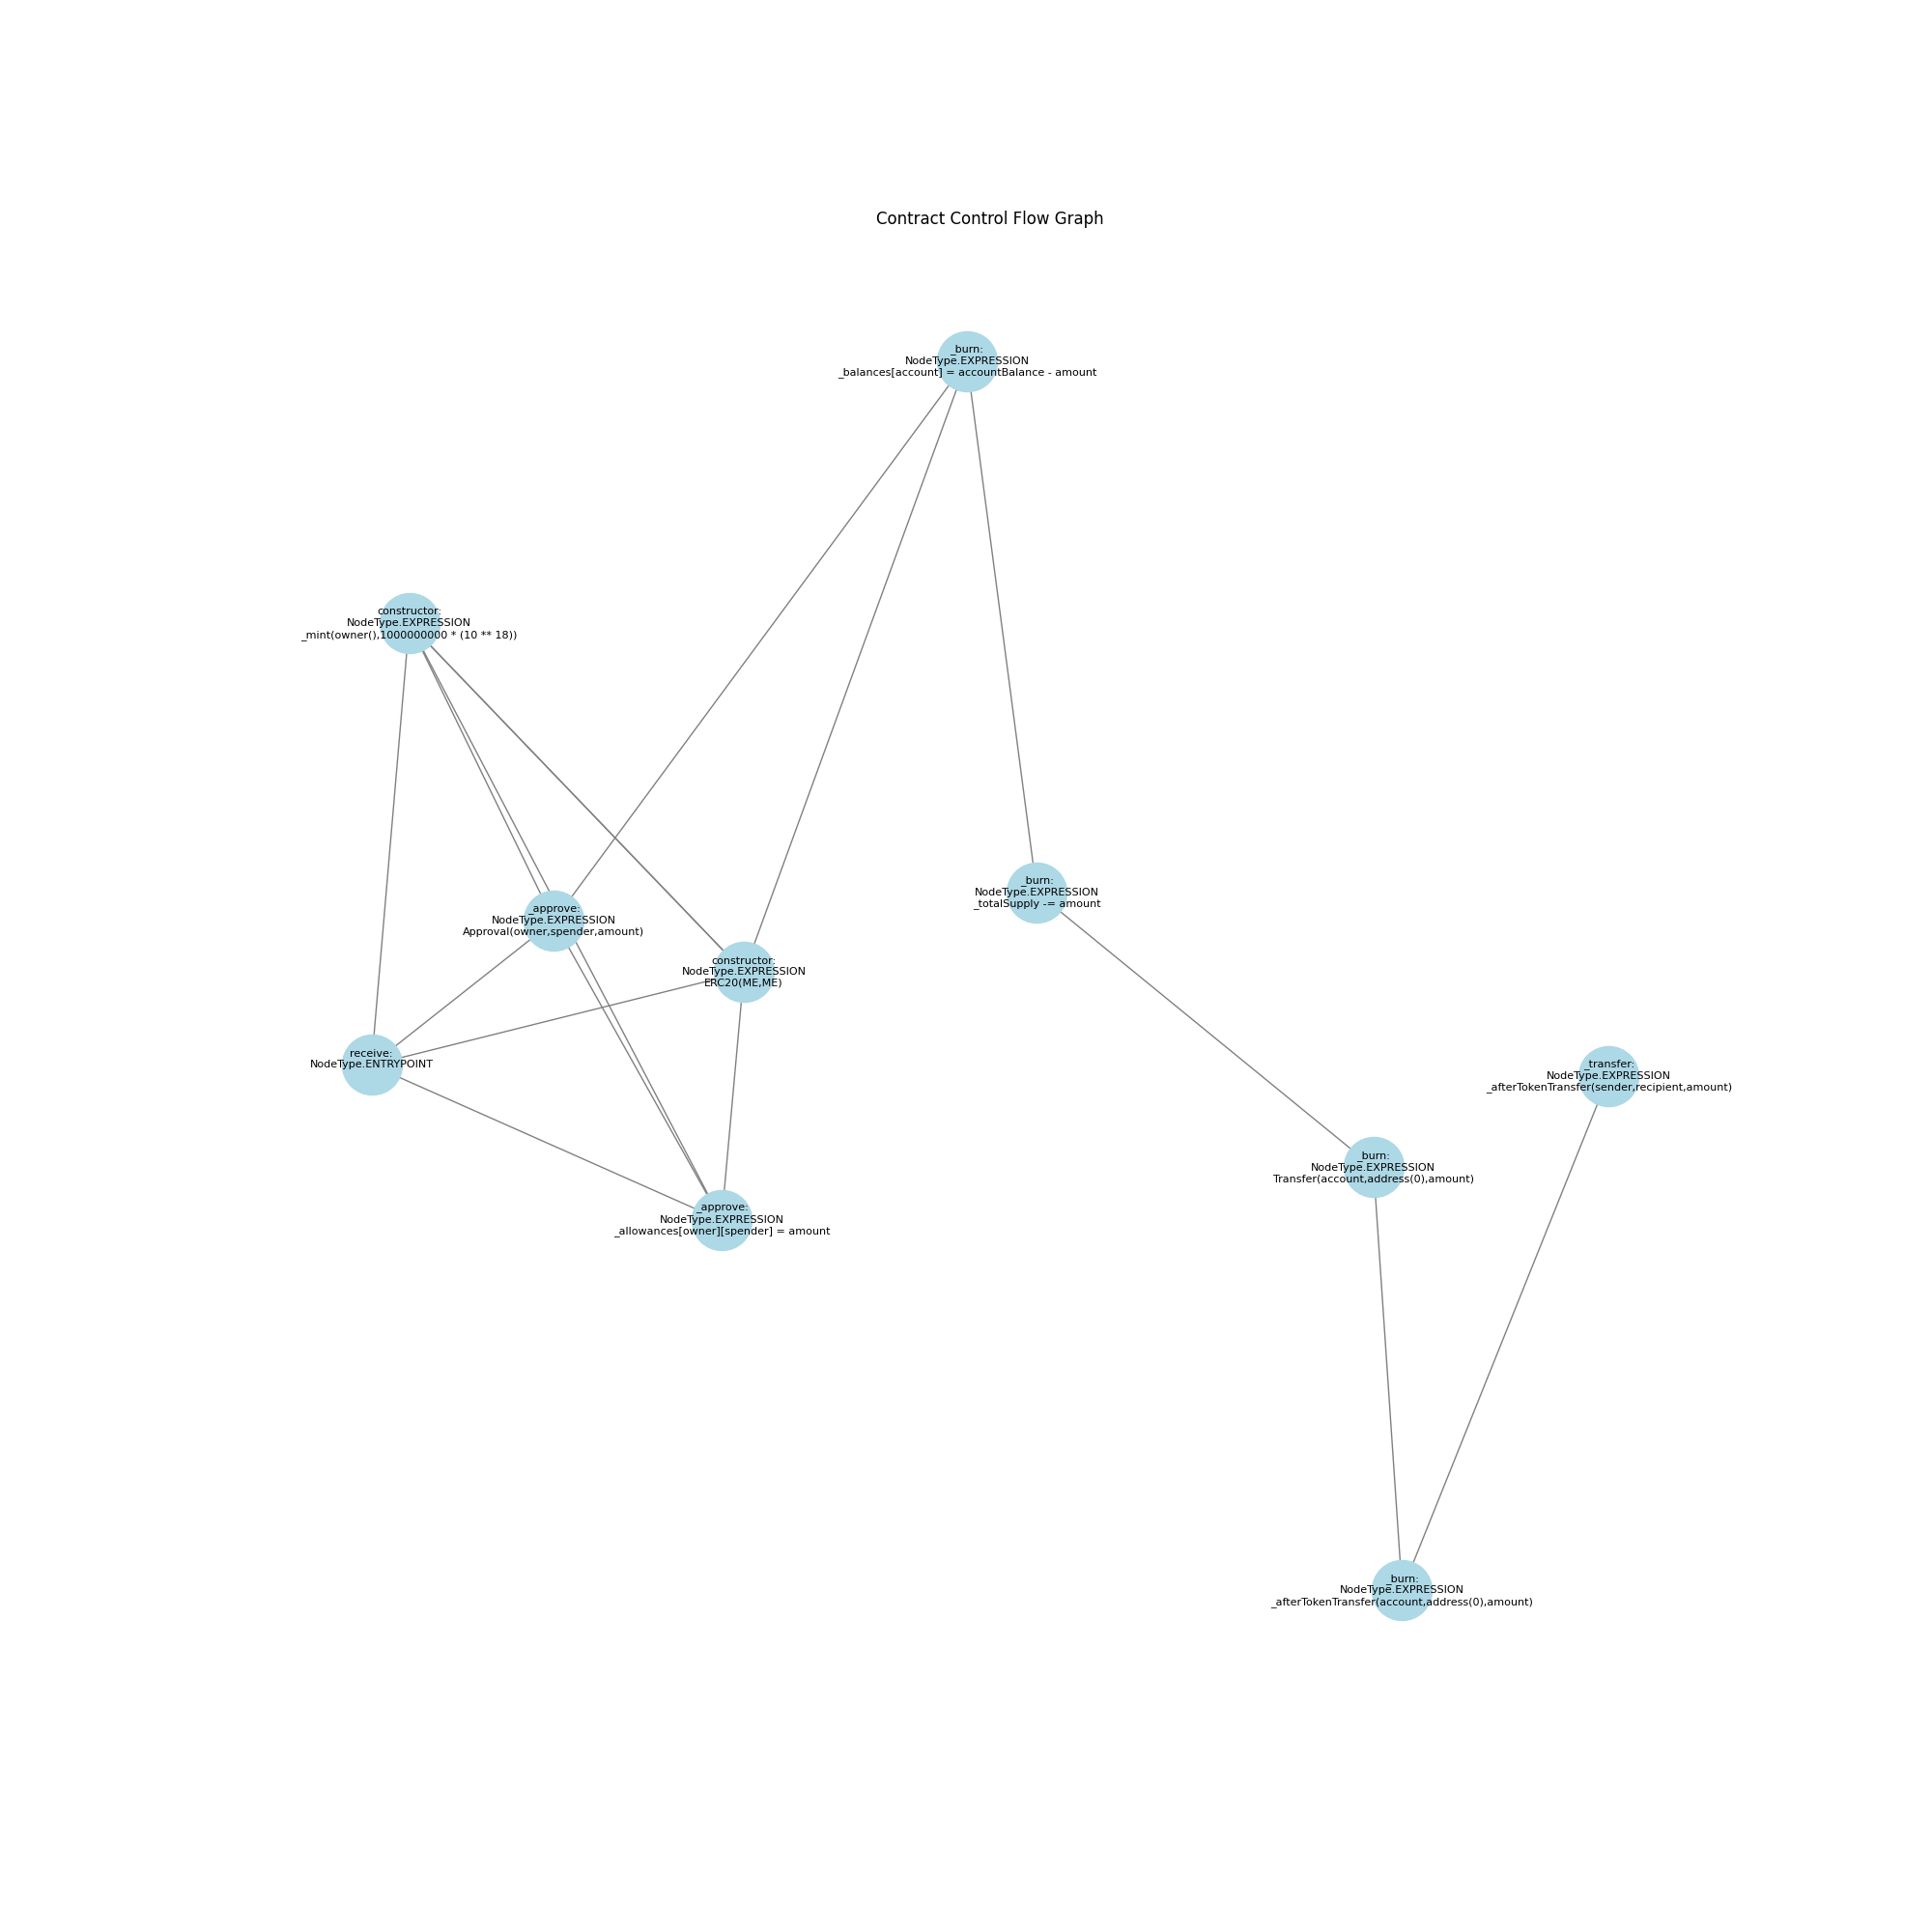 Contract Control Flow Graph
_burn:
NodeType.EXPRESSION
_balances[account] = accountBalance - amount
constructor:
NodeType.EXPRESSION
_mint(owner(),1000000000 * (10 ** 18))
_burn:
NodeType.EXPRESSION
_totalSupply -= amount
_approve:
NodeType.EXPRESSION
Approval(owner,spender,amount)
constructor:
NodeType.EXPRESSION
ERC20(ME,ME)
receive:
NodeType.ENTRYPOINT
_transfer:
NodeType.EXPRESSION
_afterTokenTransfer(sender,recipient,amount)
_burn:
NodeType.EXPRESSION
Transfer(account,address(0),amount)
_approve:
NodeType.EXPRESSION
_allowances[owner][spender] = amount
_burn:
NodeType.EXPRESSION
_afterTokenTransfer(account,address(0),amount)